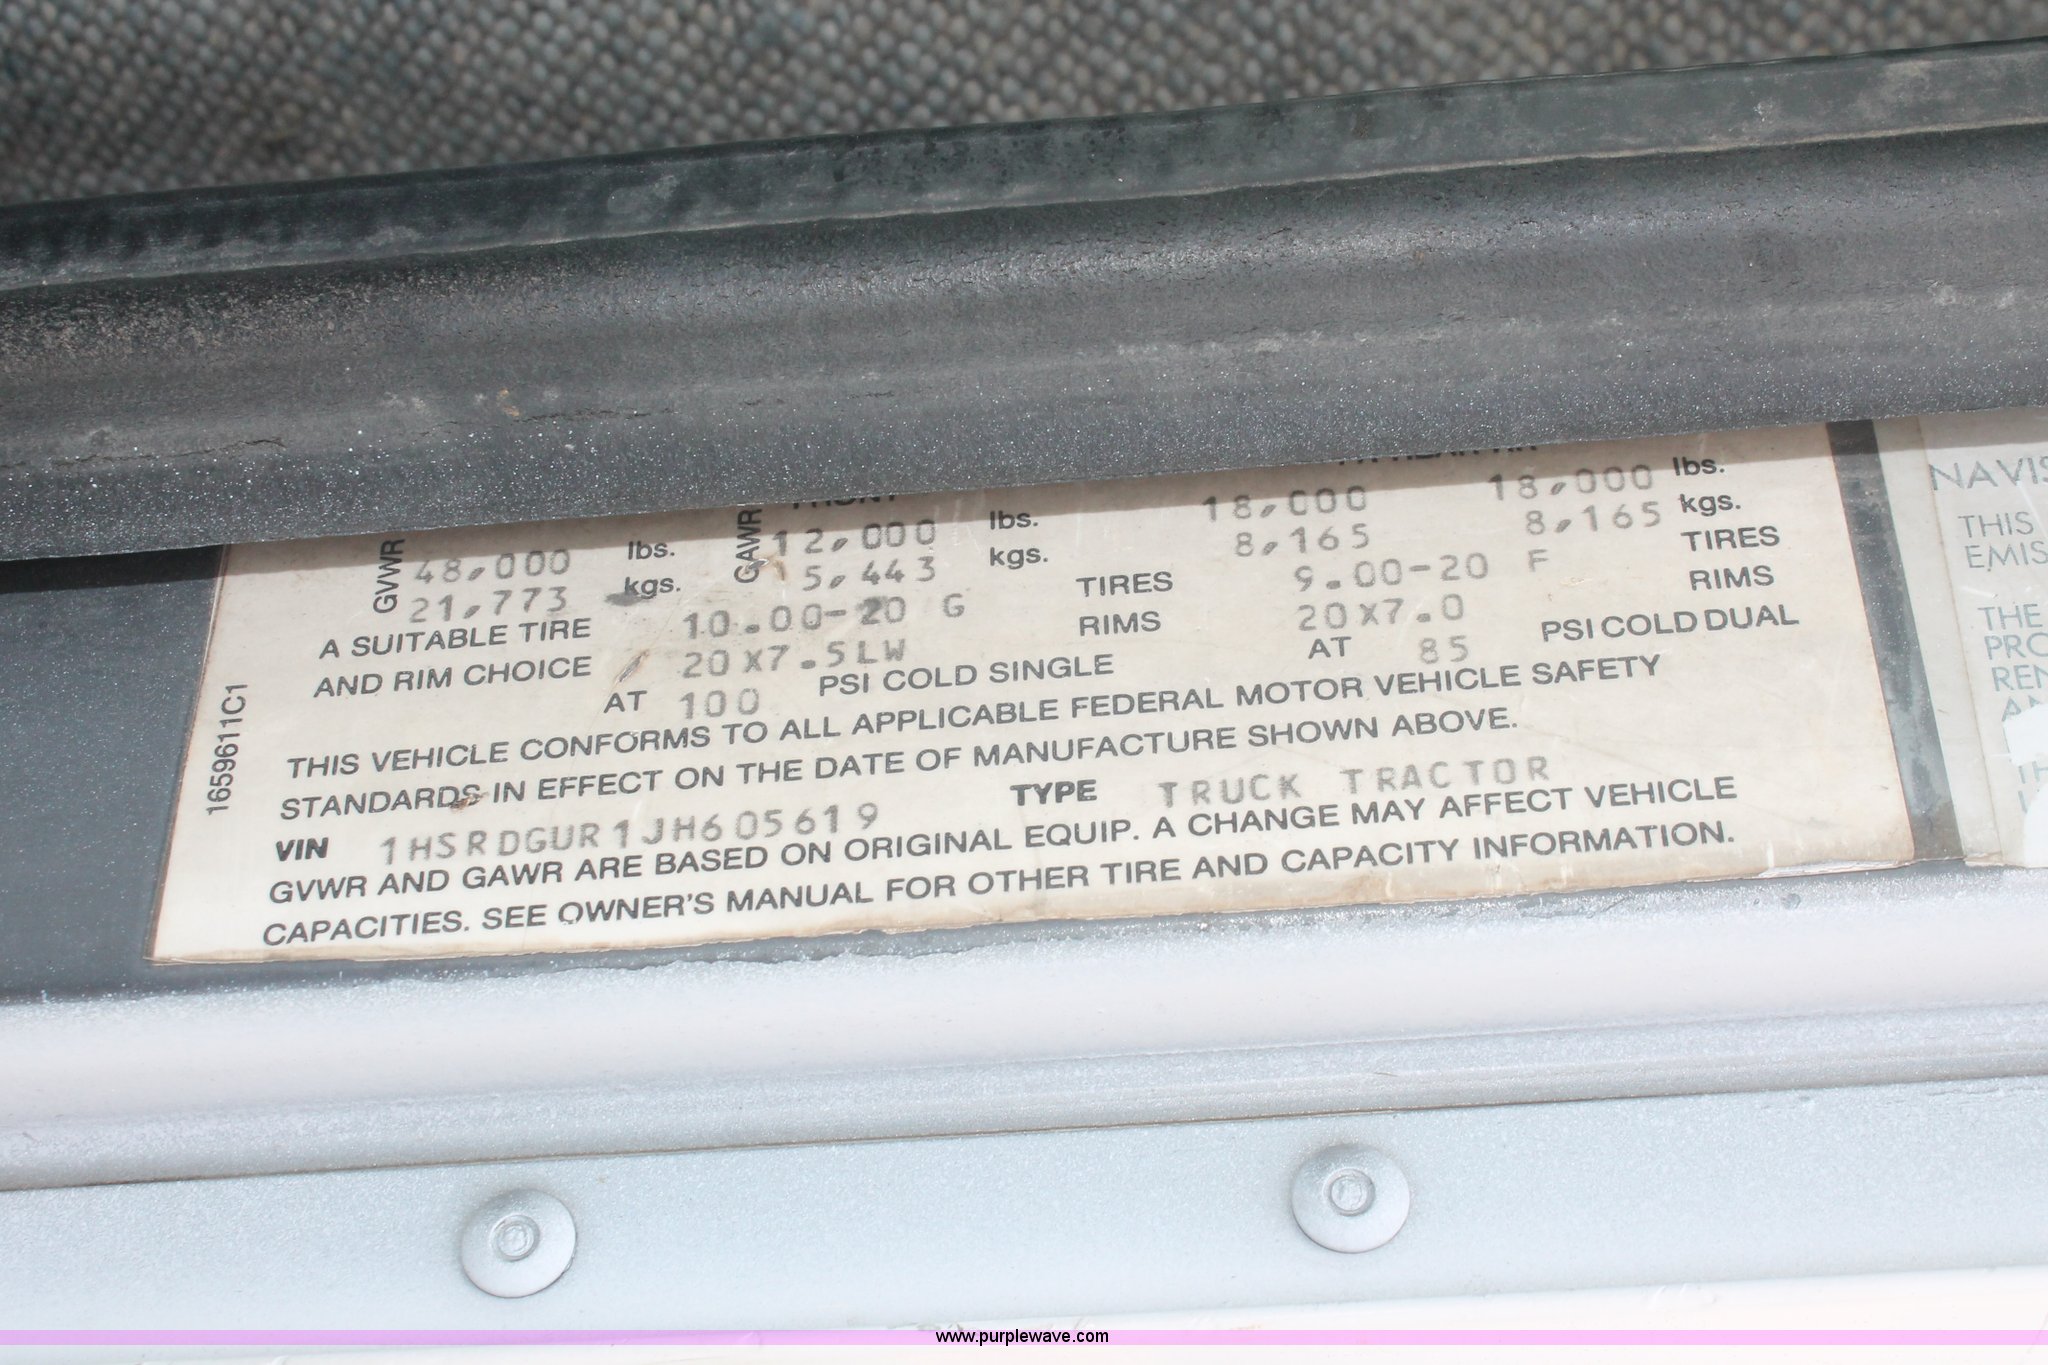 FRONT
GVWR 48,000 lbs. GAWR 12,000 lbs. 18,000 18,000 lbs.
21,773 kgs. 5,443 kgs. 8,165 8,165 kgs.
A SUITABLE TIRE 10.00-20 G TIRES 9.00-20 F TIRES
AND RIM CHOICE 20X7.5LW RIMS 20X7.0 RIMS
AT 100 PSI COLD SINGLE AT 85 PSI COLD DUAL
THIS VEHICLE CONFORMS TO ALL APPLICABLE FEDERAL MOTOR VEHICLE SAFETY
STANDARDS IN EFFECT ON THE DATE OF MANUFACTURE SHOWN ABOVE.
VIN 1HSRDGUR1JH605619 TYPE TRUCK TRACTOR
GVWR AND GAWR ARE BASED ON ORIGINAL EQUIP. A CHANGE MAY AFFECT VEHICLE
CAPACITIES. SEE OWNER'S MANUAL FOR OTHER TIRE AND CAPACITY INFORMATION.
1659611C1
NAVIS
THIS
EMIS
THE
PRO
REN
www.purplewave.com